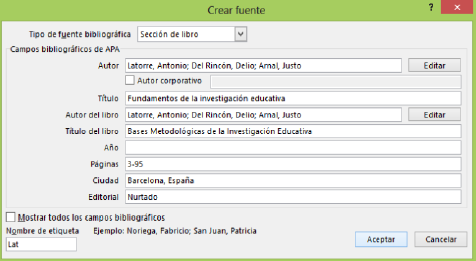 Crear fuente
? ×
Tipo de fuente bibliográfica Sección de libro
Campos bibliográficos de APA
Autor Latorre, Antonio; Del Rincón, Delio; Arnal, Justo Editar
Autor corporativo
Título Fundamentos de la investigación educativa
Autor del libro Latorre, Antonio; Del Rincón, Delio; Arnal, Justo Editar
Título del libro Bases Metodológicas de la Investigación Educativa
Año
Páginas 3-95
Ciudad Barcelona, España
Editorial Nurtado
Mostrar todos los campos bibliográficos
Nombre de etiqueta Ejemplo: Noriega, Fabricio; San Juan, Patricia
Lat Aceptar Cancelar